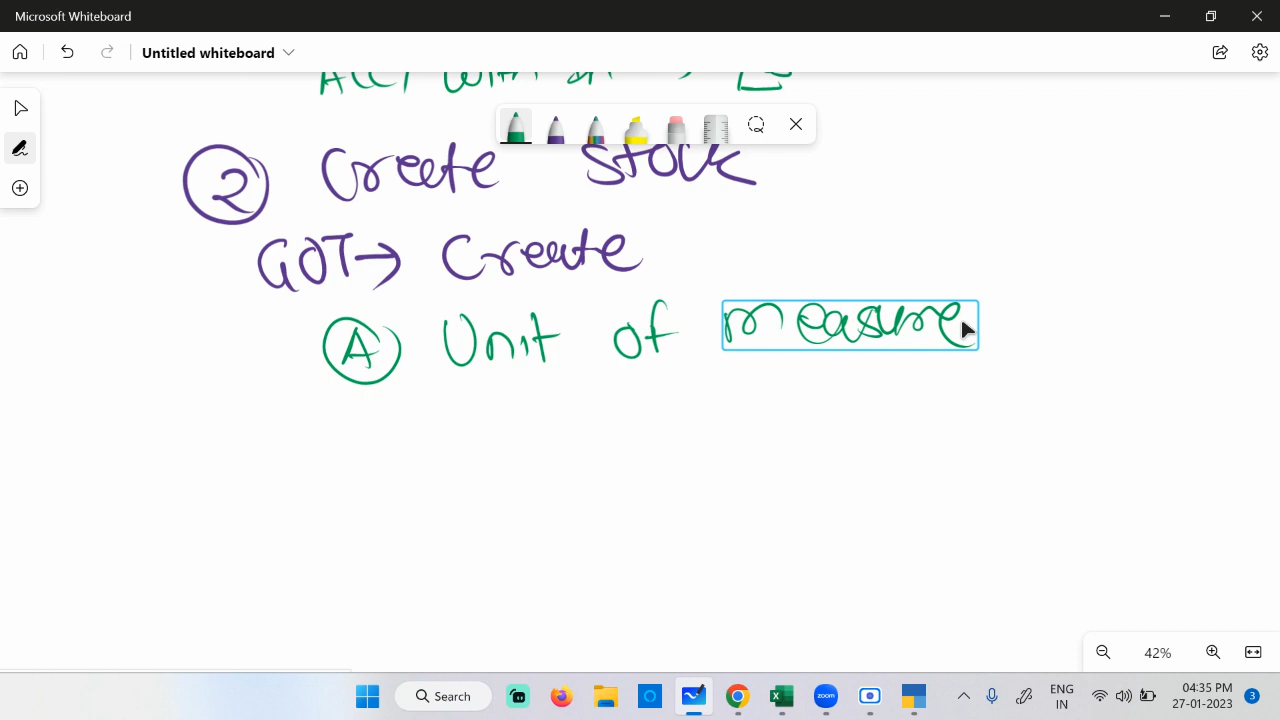 Microsoft Whiteboard
Untitled whiteboard
② Create Stock
GOT→ Create
Ⓐ Unit of measure
42%
Search
zoom
ENG
IN
04:35 PM
27-01-2023
3